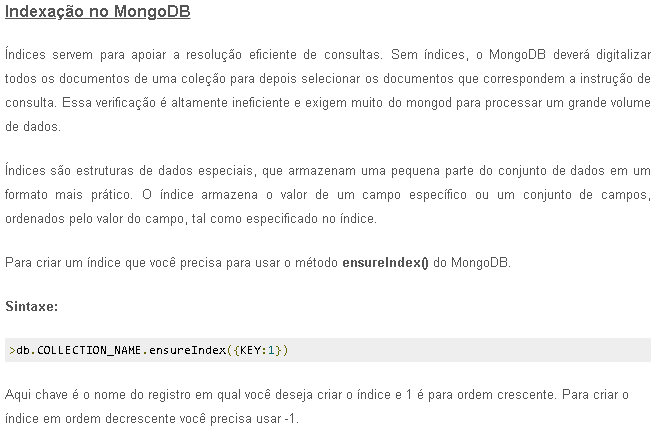 Indexação no MongoDB
Índices servem para apoiar a resolução eficiente de consultas. Sem índices, o MongoDB deverá digitalizar
todos os documentos de uma coleção para depois selecionar os documentos que correspondem a instrução de
consulta. Essa verificação é altamente ineficiente e exigem muito do mongod para processar um grande volume
de dados.
Índices são estruturas de dados especiais, que armazenam uma pequena parte do conjunto de dados em um
formato mais prático. O índice armazena o valor de um campo específico ou um conjunto de campos,
ordenados pelo valor do campo, tal como especificado no índice.
Para criar um índice que você precisa para usar o método ensureIndex() do MongoDB.
Sintaxe:
>db.COLLECTION_NAME.ensureIndex({KEY:1})
Aqui chave é o nome do registro em qual você deseja criar o índice e 1 é para ordem crescente. Para criar o
índice em ordem decrescente você precisa usar -1.